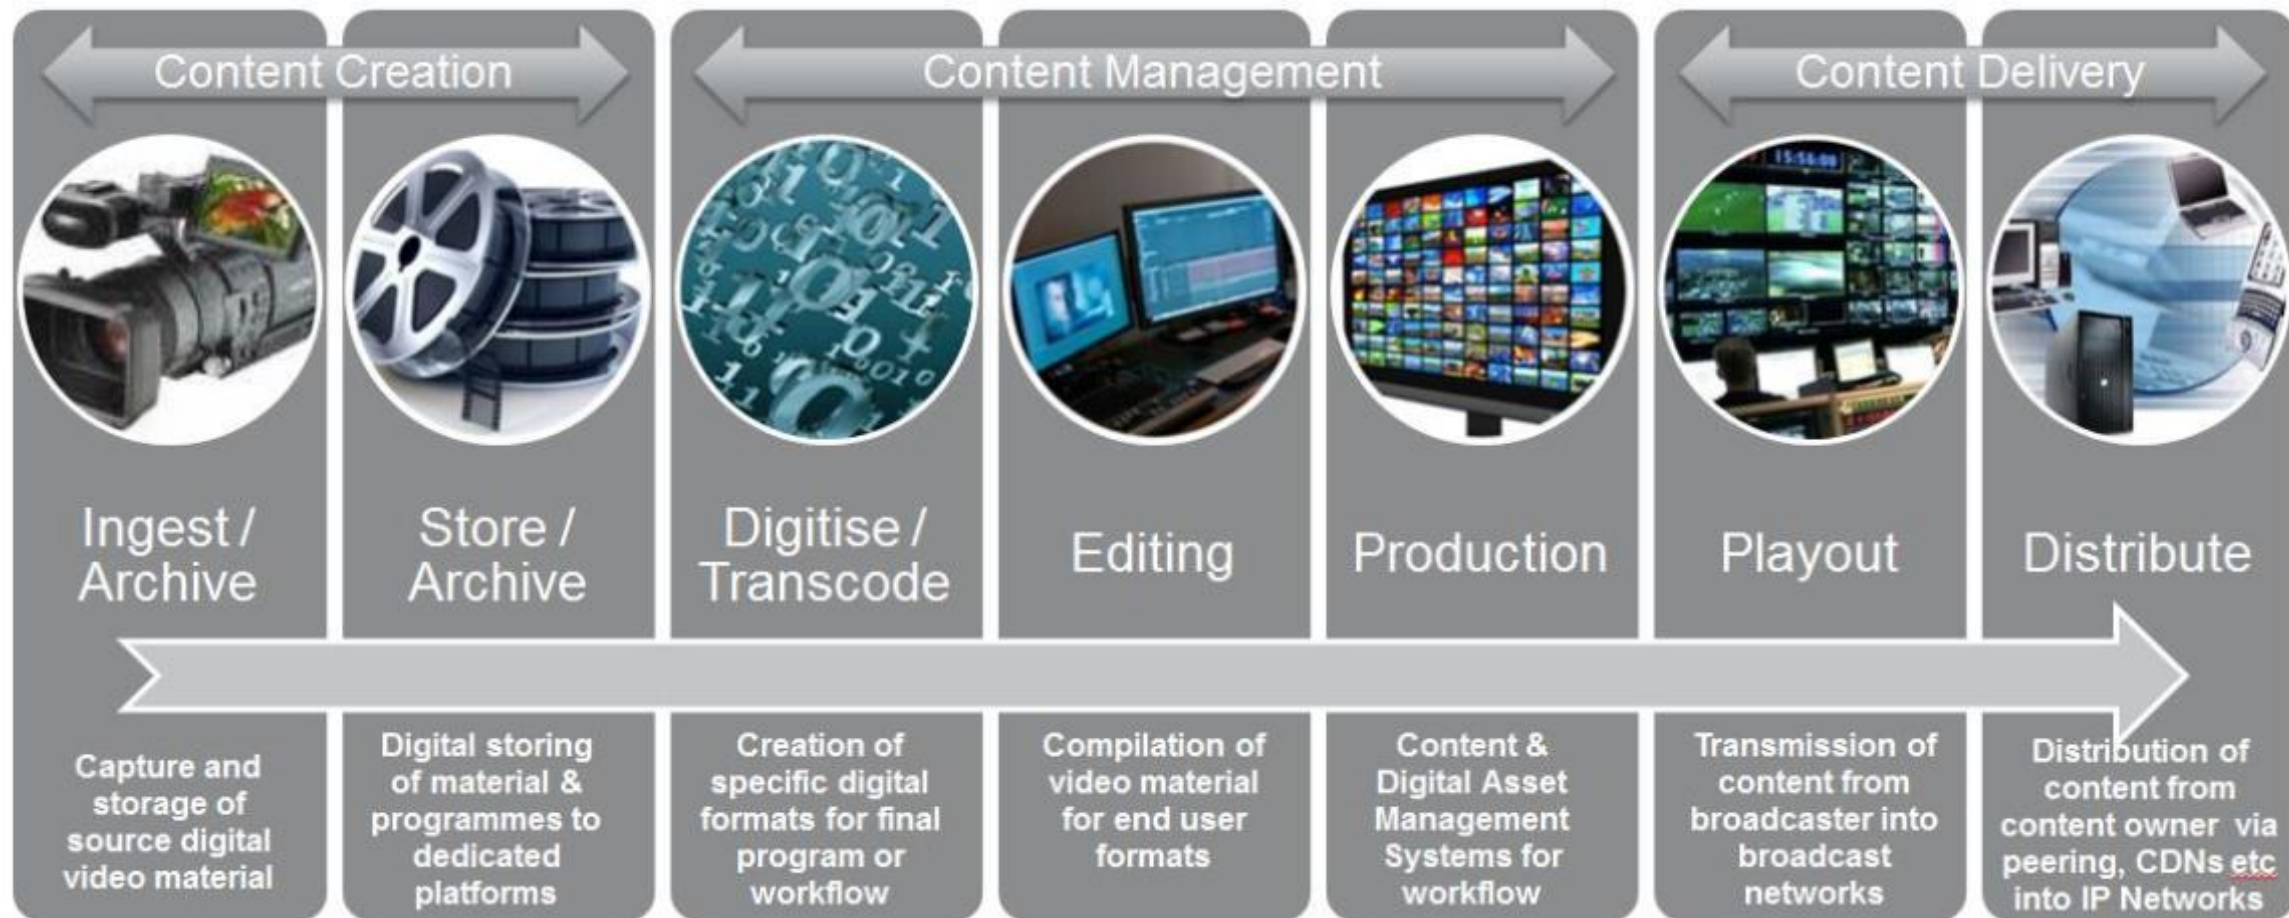 Content Creation
Content Management
Content Delivery
15:56:00
Ingest /
Archive
Store /
Archive
Digitise /
Transcode
Editing
Production
Playout
Distribute
Capture and
storage of
source digital
video material
Digital storing
of material &
programmes to
dedicated
platforms
Creation of
specific digital
formats for final
program or
workflow
Compilation of
video material
for end user
formats
Content &
Digital Asset
Management
Systems for
workflow
Transmission of
content from
broadcaster into
broadcast
networks
Distribution of
content from
content owner via
peering, CDNs etc
into IP Networks